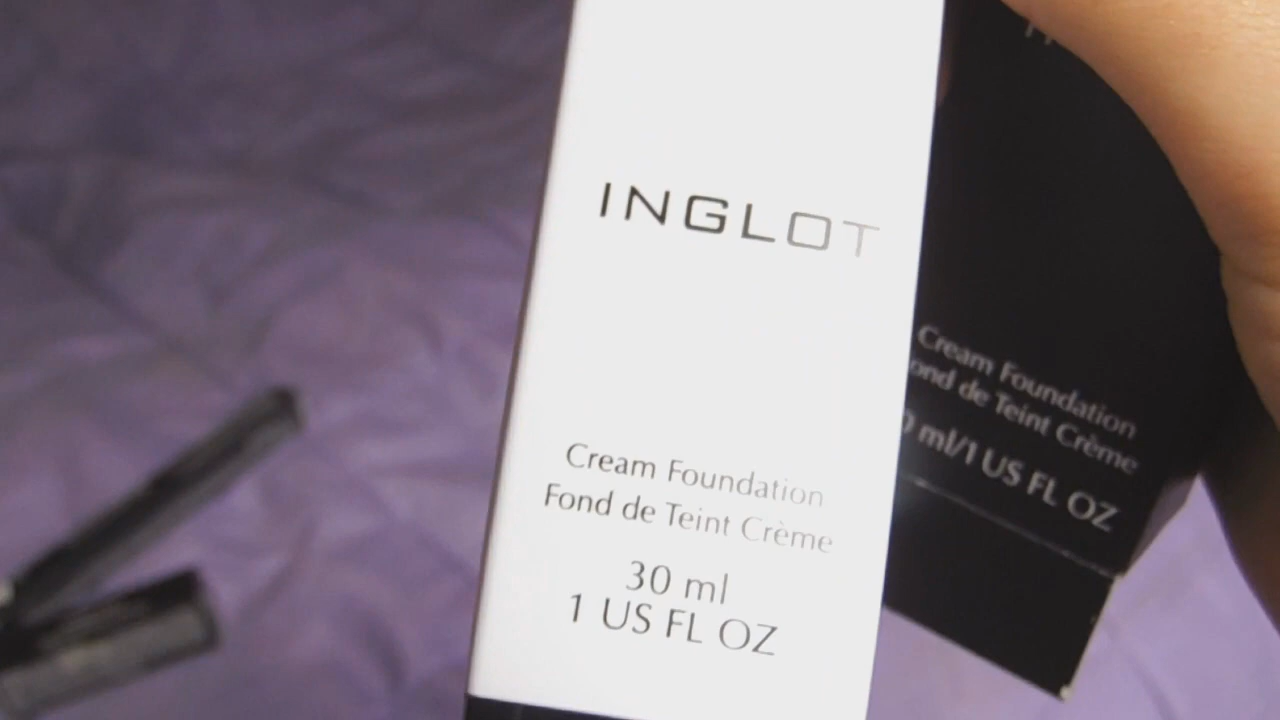 INGLOT
Cream Foundation
Fond de Teint Crème
30 ml
1 US FL OZ
Cream Foundation
de Teint Crème
ml/1 US FL OZ